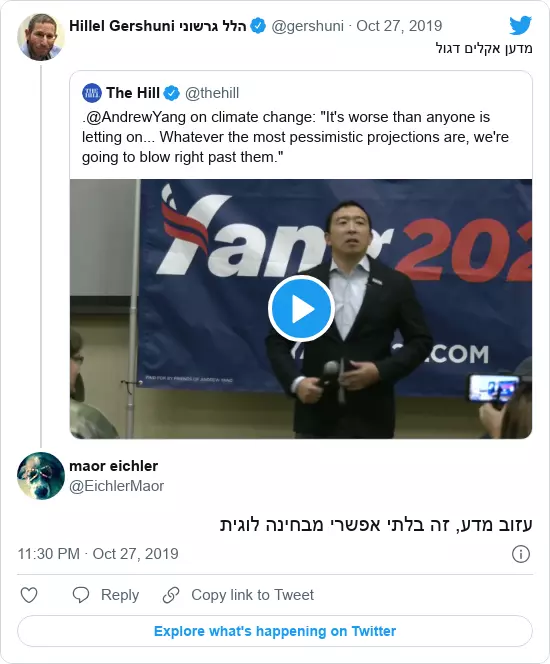 Hillel Gershuni הלל גרשוני @gershuni · Oct 27, 2019
מדען אקלים דגול
The Hill @thehill
.@AndrewYang on climate change: "It's worse than anyone is
letting on... Whatever the most pessimistic projections are, we're
going to blow right past them."
Yang 202
.COM
PAID FOR BY FRIENDS OF ANDREW YANG
maor eichler
@EichlerMaor
עזוב מדע, זה בלתי אפשרי מבחינה לוגית
11:30 PM · Oct 27, 2019
Reply Copy link to Tweet
Explore what's happening on Twitter